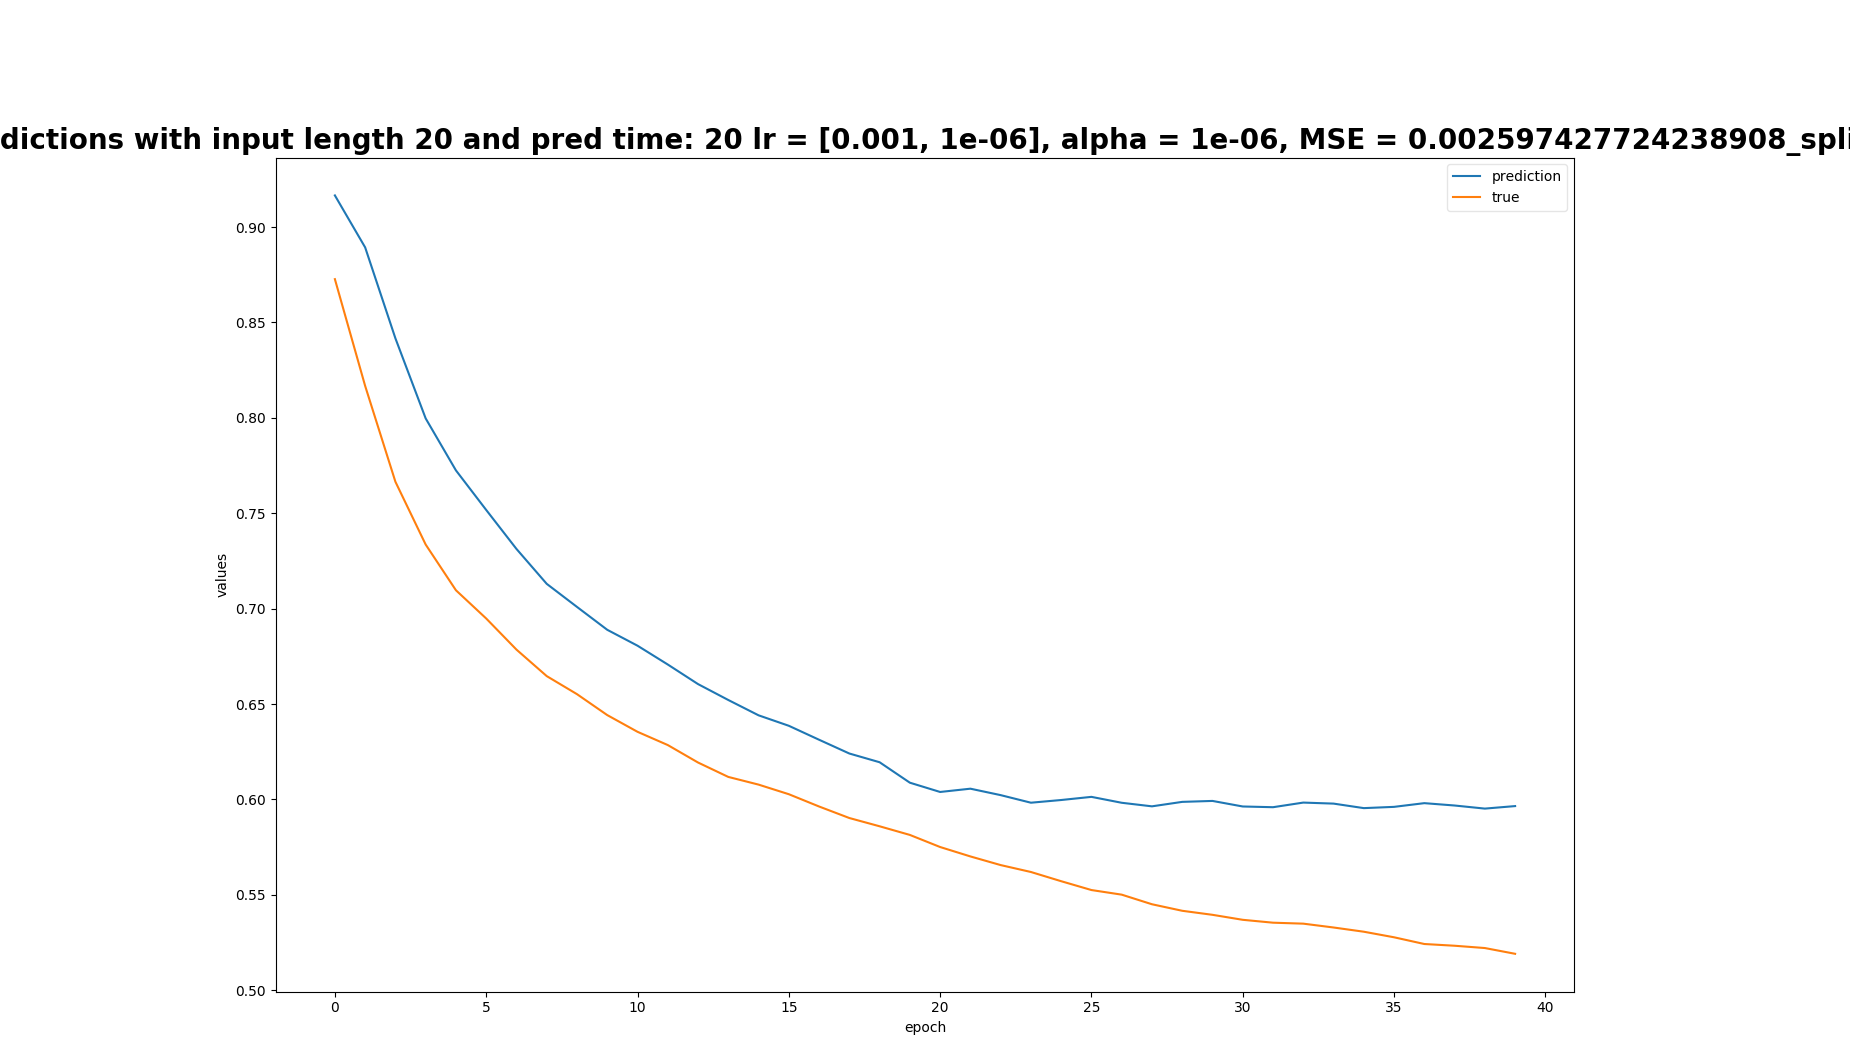 dictions with input length 20 and pred time: 20 lr = [0.001, 1e-06], alpha = 1e-06, MSE = 0.002597427724238908_spli
prediction
true
0.90
0.85
0.80
0.75
0.70
0.65
0.60
0.55
0.50
values
0 5 10 15 20 25 30 35 40
epoch